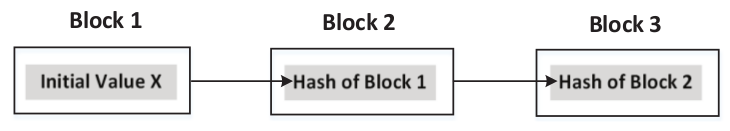 Block 1
Block 2
Block 3
Initial Value X
Hash of Block 1
Hash of Block 2